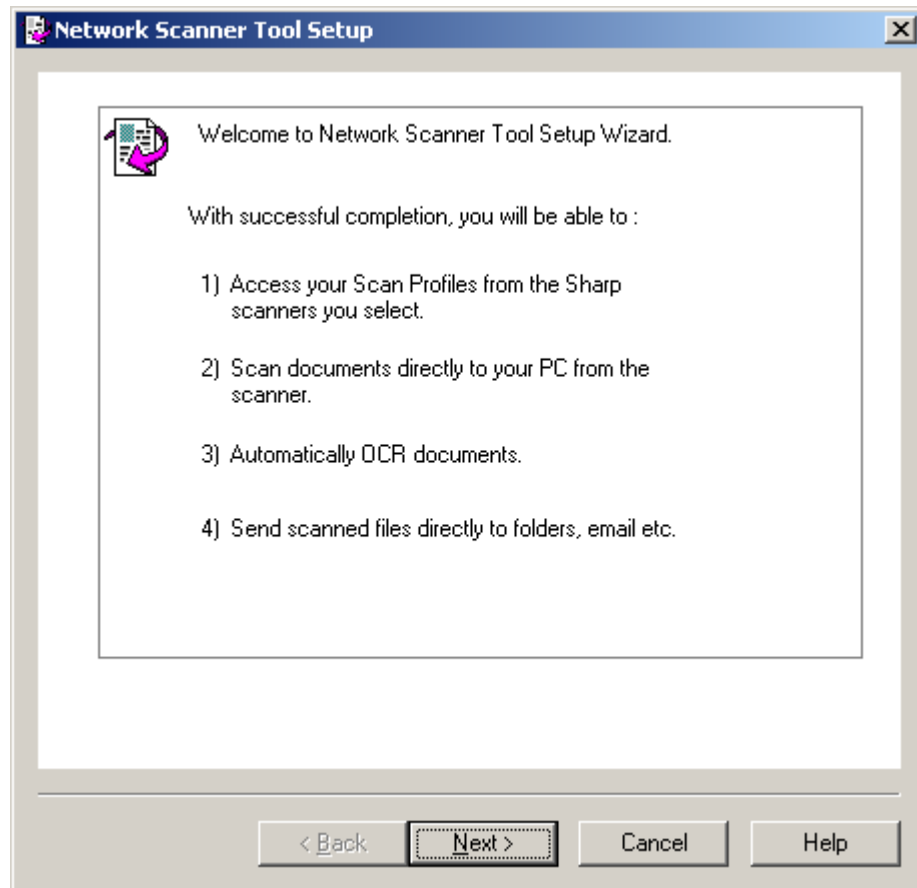 Network Scanner Tool Setup
Welcome to Network Scanner Tool Setup Wizard.
With successful completion, you will be able to :
1) Access your Scan Profiles from the Sharp
scanners you select.
2) Scan documents directly to your PC from the
scanner.
3) Automatically OCR documents.
4) Send scanned files directly to folders, email etc.
< Back Next > Cancel Help